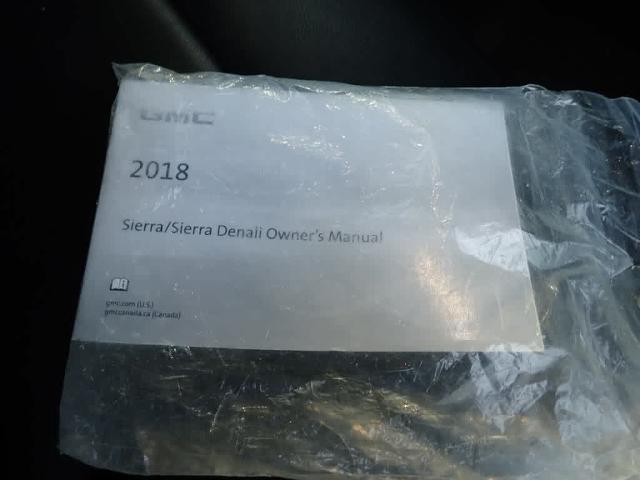 GMC
2018
Sierra/Sierra Denali Owner's Manual
gmc.com (U.S.)
gmccanada.ca (Canada)